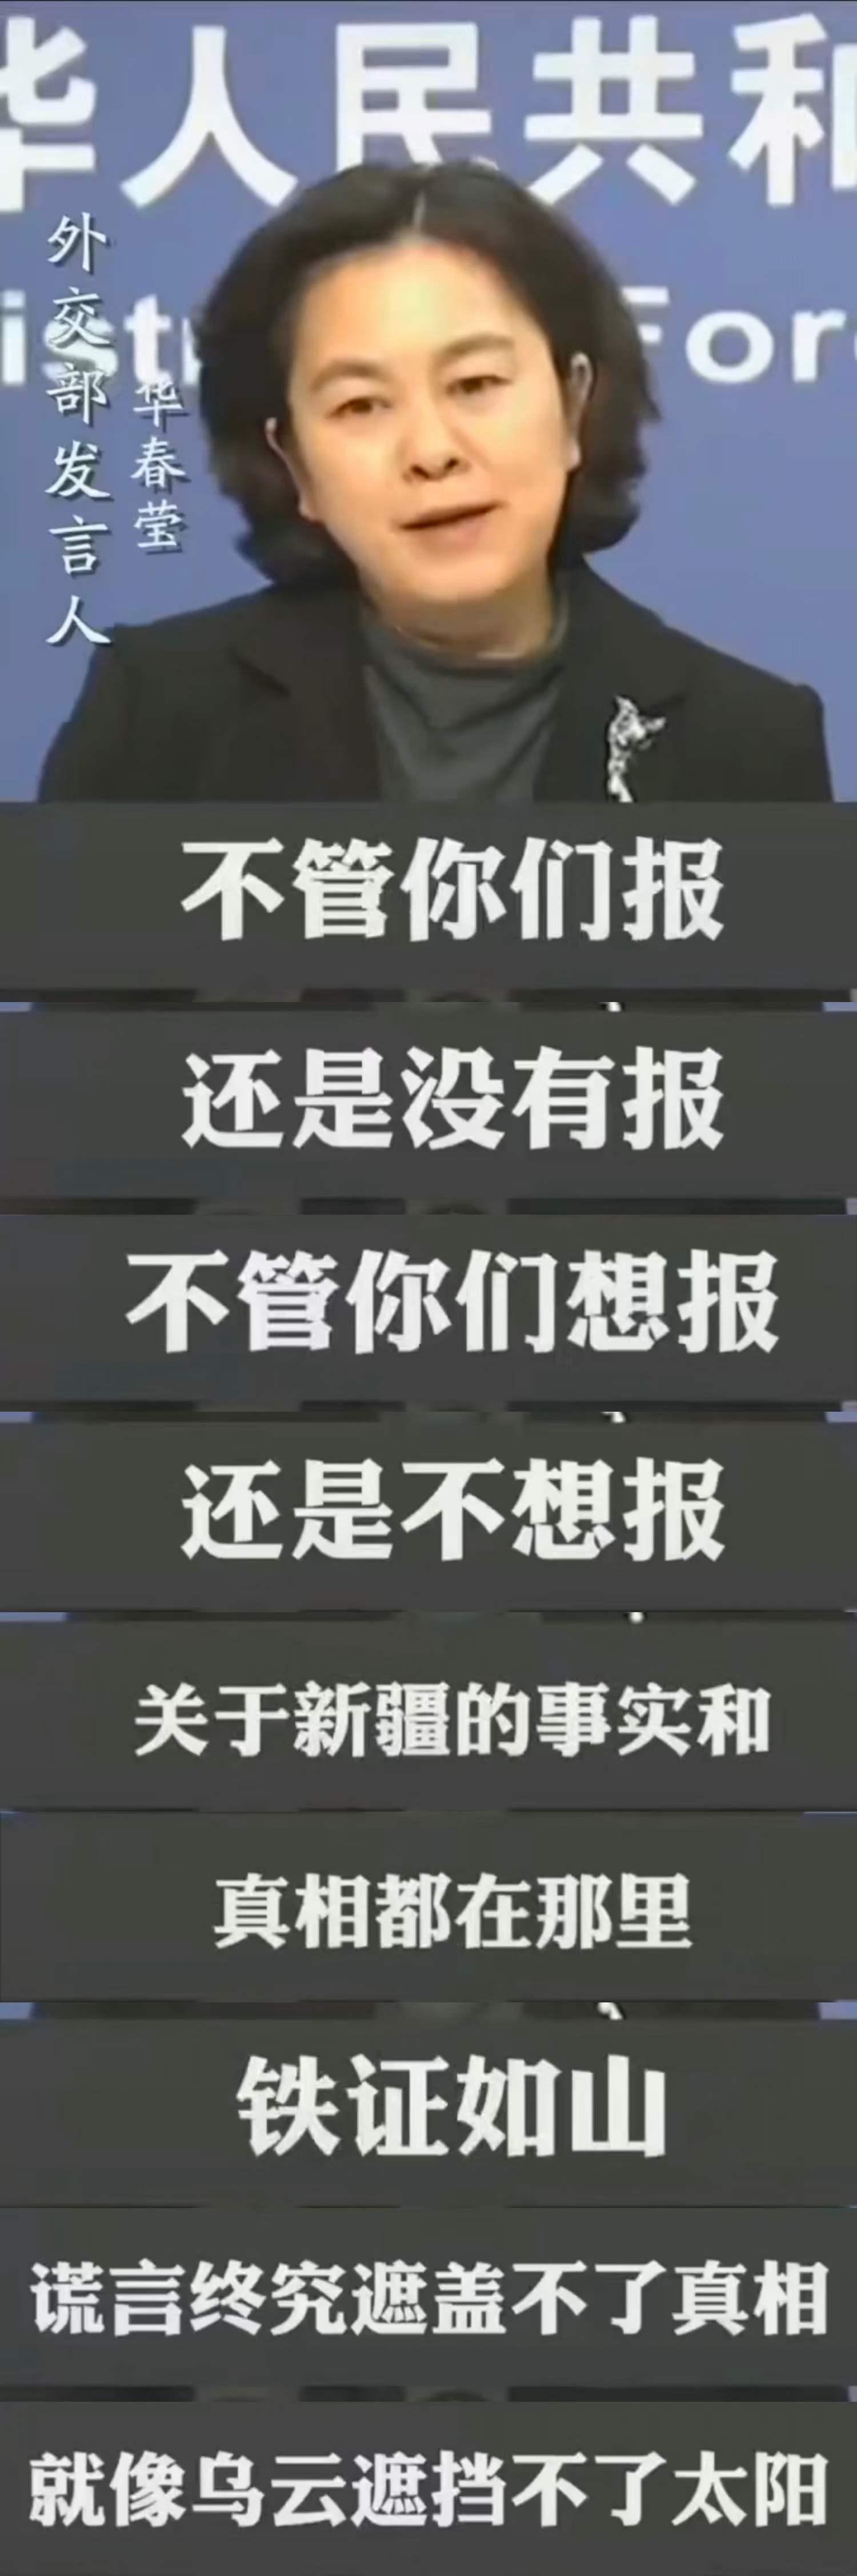 华人民共和
istr For
外交部发言人
华春莹
不管你们报
还是没有报
不管你们想报
还是不想报
关于新疆的事实和
真相都在那里
铁证如山
谎言终究遮盖不了真相
就像乌云遮挡不了太阳